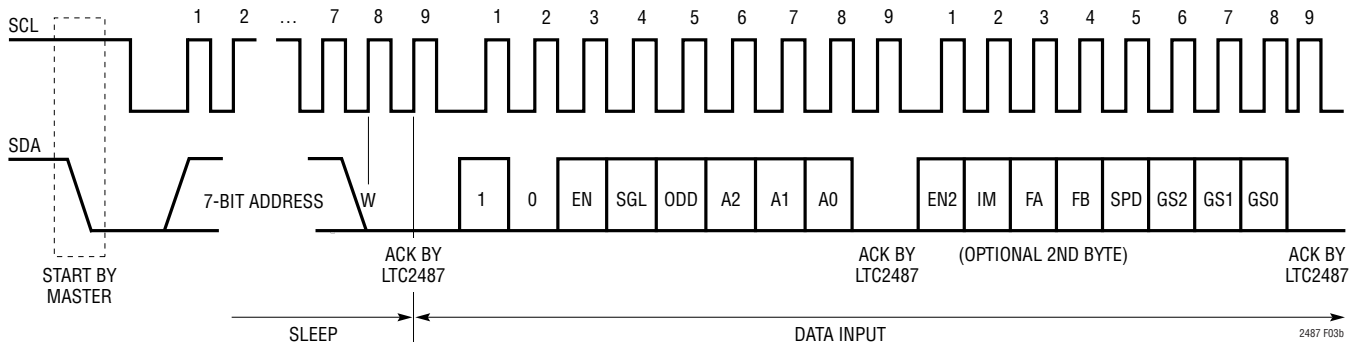 1 2 … 7 8 9 1 2 3 4 5 6 7 8 9 1 2 3 4 5 6 7 8 9
SCL
SDA
7-BIT ADDRESS W 1 0 EN SGL ODD A2 A1 A0 EN2 IM FA FB SPD GS2 GS1 GS0
START BY
MASTER
ACK BY
LTC2487
ACK BY
LTC2487
(OPTIONAL 2ND BYTE)
ACK BY
LTC2487
SLEEP
DATA INPUT
2487 F03b